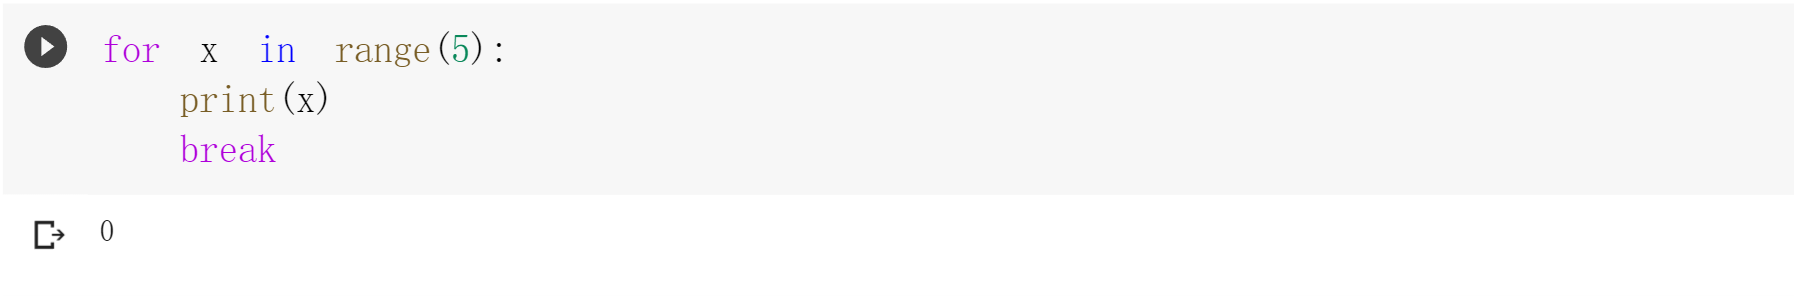 for x in range(5):
    print(x)
    break
0